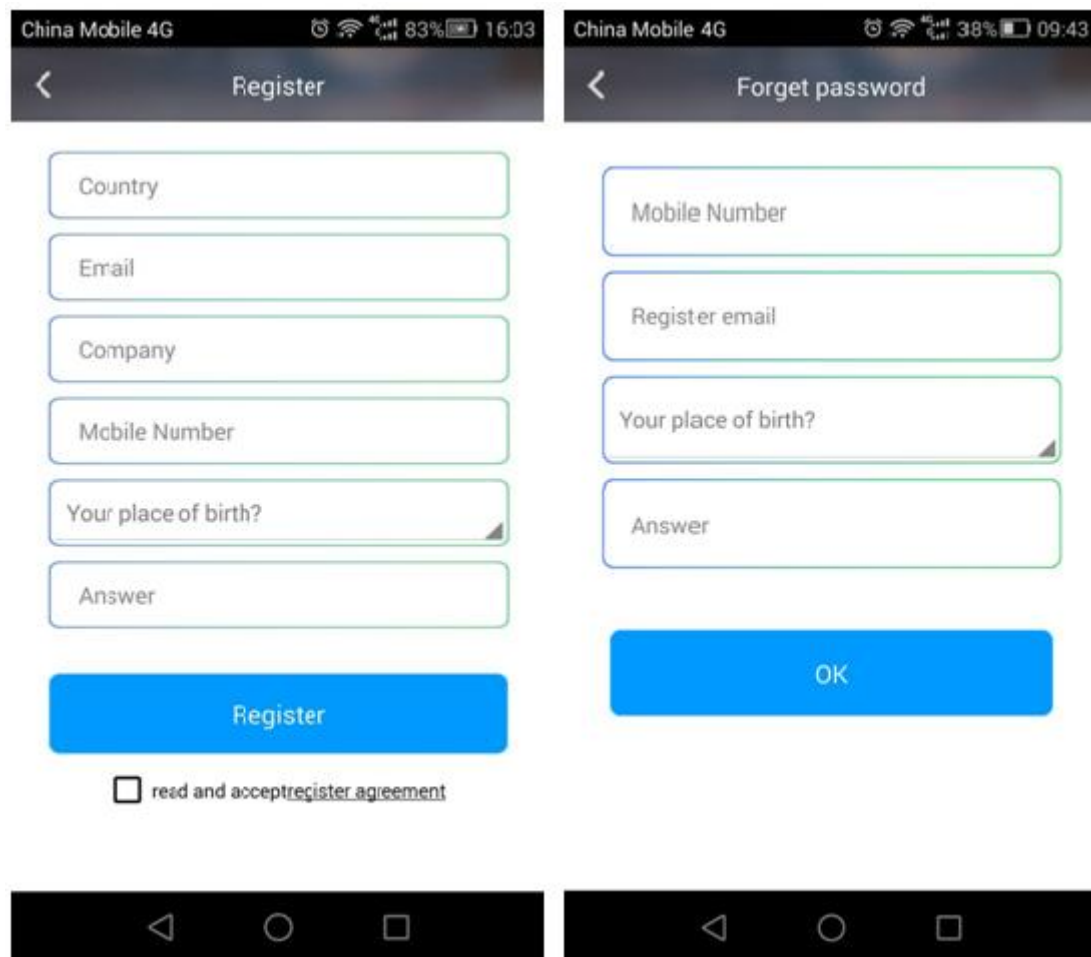 China Mobile 4G 83% 16:03
Register
Country
Email
Company
Mobile Number
Your place of birth?
Answer
Register
read and acceptregister agreement
China Mobile 4G 38% 09:43
Forget password
Mobile Number
Register email
Your place of birth?
Answer
OK